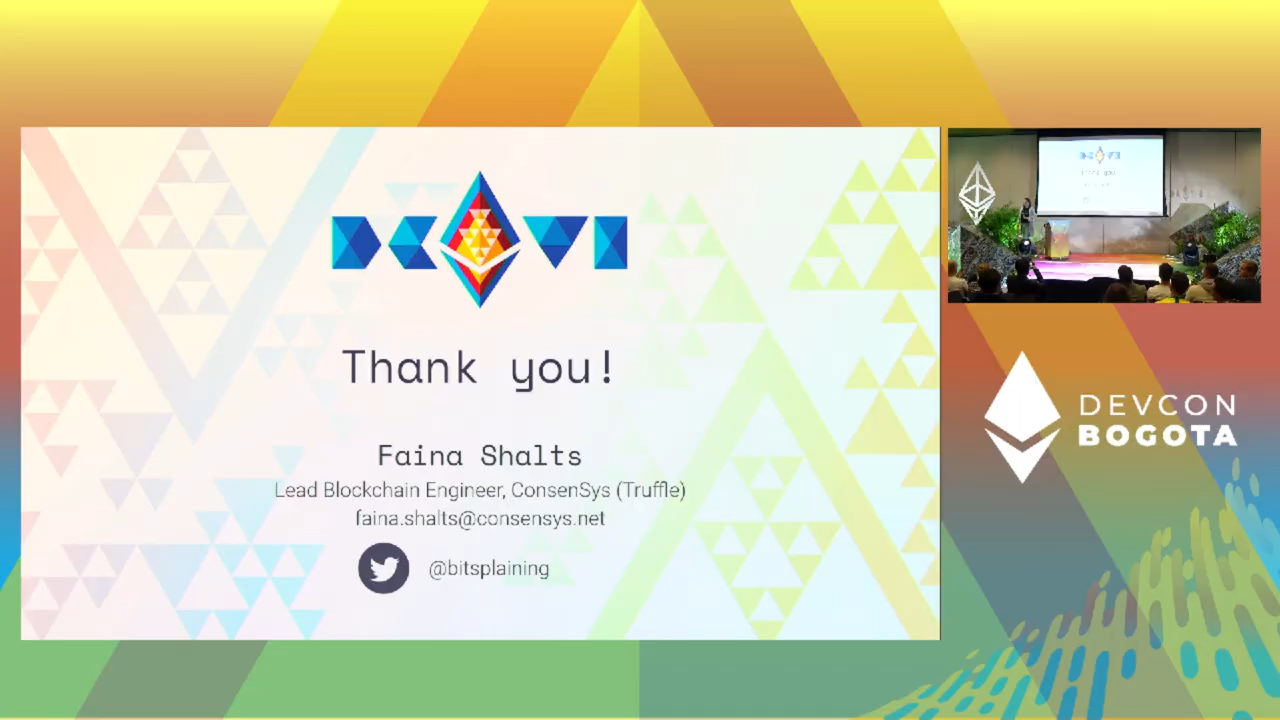 Thank you!
Faina Shalts
Lead Blockchain Engineer, ConsenSys (Truffle)
faina.shalts@consensys.net
@bitsplaining
DEVCON
BOGOTA